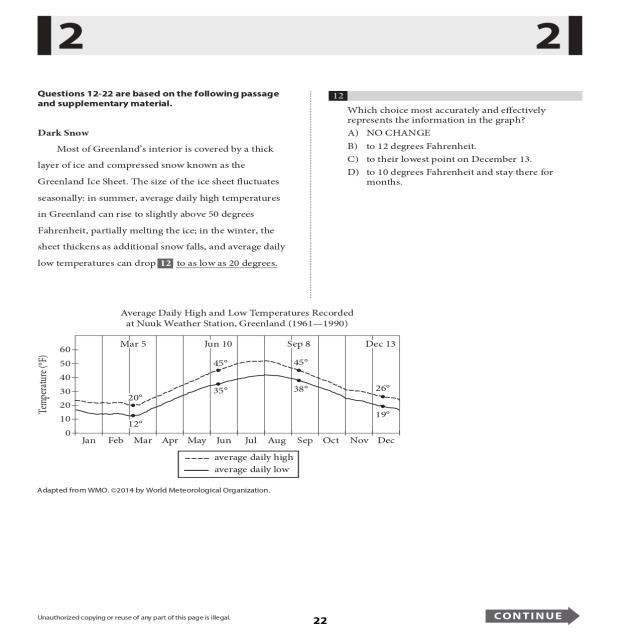 2 2
Questions 12-22 are based on the following passage
and supplementary material.
Dark Snow
Most of Greenland's interior is covered by a thick
layer of ice and compressed snow known as the
Greenland Ice Sheet. The size of the ice sheet fluctuates
seasonally: in summer, average daily high temperatures
in Greenland can rise to slightly above 50 degrees
Fahrenheit, partially melting the ice; in the winter, the
sheet thickens as additional snow falls, and average daily
low temperatures can drop 12 to as low as 20 degrees.
12
Which choice most accurately and effectively
represents the information in the graph?
A) NO CHANGE
B) to 12 degrees Fahrenheit.
C) to their lowest point on December 13.
D) to 10 degrees Fahrenheit and stay there for
months.
Average Daily High and Low Temperatures Recorded
at Nuuk Weather Station, Greenland (1961—1990)
Temperature (°F)
Mar 5 Jun 10 Sep 8 Dec 13
60
50
40
30
20
10
0
45° 45°
35° 38°
20° 26°
12° 19°
Jan Feb Mar Apr May Jun Jul Aug Sep Oct Nov Dec
average daily high
average daily low
Adapted from WMO. ©2014 by World Meteorological Organization.
Unauthorized copying or reuse of any part of this page is illegal.
22
CONTINUE